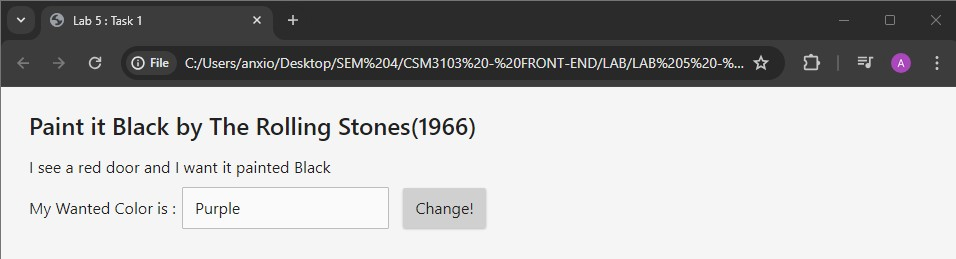 Lab 5 : Task 1
File C:/Users/anxio/Desktop/SEM%204/CSM3103%20-%20FRONT-END/LAB/LAB%205%20-%... A
Paint it Black by The Rolling Stones(1966)
I see a red door and I want it painted Black
My Wanted Color is : Purple Change!